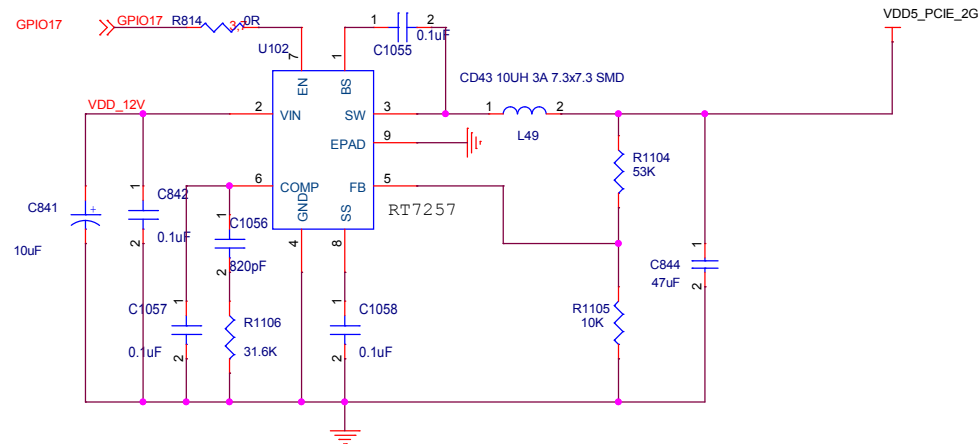 VDD5_PCIE_2G
GPIO17
GPIO17
R814
0R
1
2
0.1uF
C1055
U102
7
1
EN
BS
CD43 10UH 3A 7.3x7.3 SMD
VDD_12V
2
VIN
SW
3
1
2
L49
EPAD
9
R1104
53K
6
COMP
FB
5
RT7257
GND
SS
4
8
C841
+
10uF
1
C842
0.1uF
2
1
C1056
820pF
2
1
C844
47uF
2
C1057
1
0.1uF
2
R1106
31.6K
1
C1058
0.1uF
2
R1105
10K